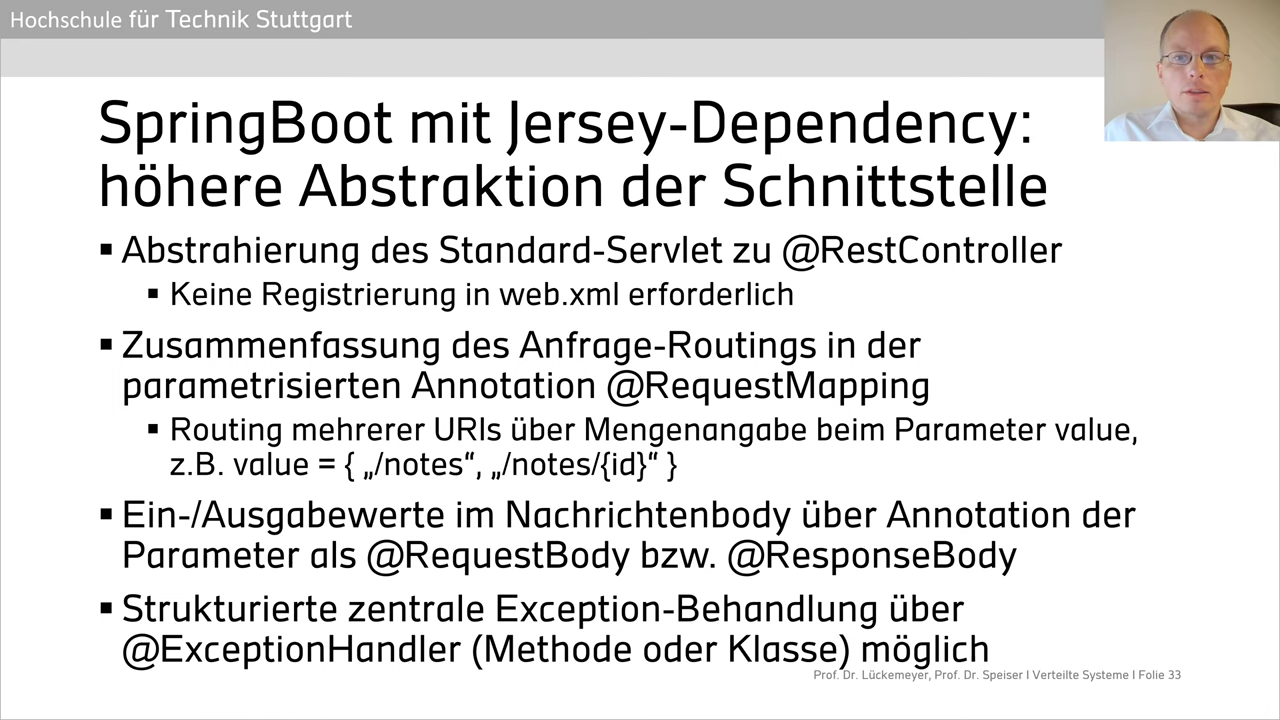 Hochschule für Technik Stuttgart
SpringBoot mit Jersey-Dependency:
höhere Abstraktion der Schnittstelle
▪ Abstrahierung des Standard-Servlet zu @RestController
▪ Keine Registrierung in web.xml erforderlich
▪ Zusammenfassung des Anfrage-Routings in der
parametrisierten Annotation @RequestMapping
▪ Routing mehrerer URIs über Mengenangabe beim Parameter value,
z.B. value = { „/notes“, „/notes/{id}“ }
▪ Ein-/Ausgabewerte im Nachrichtenbody über Annotation der
Parameter als @RequestBody bzw. @ResponseBody
▪ Strukturierte zentrale Exception-Behandlung über
@ExceptionHandler (Methode oder Klasse) möglich
Prof. Dr. Lückemeyer, Prof. Dr. Speiser I Verteilte Systeme I Folie 33